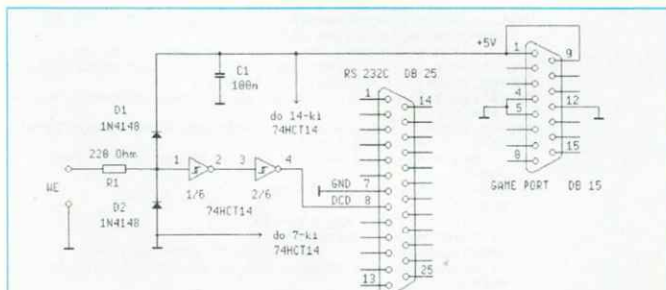 +5V
1
9
RS 232C DB 25
C1
100n
1
14
4
5
12
D1
1N4148
do 14-ki
74HCT14
15
8
220 Ohm
1
2
3
4
GND
7
GAME PORT DB 15
WE
R1
DCD
8
1/6
2/6
D2
1N4148
74HCT14
do 7-ki
74HCT14
25
13